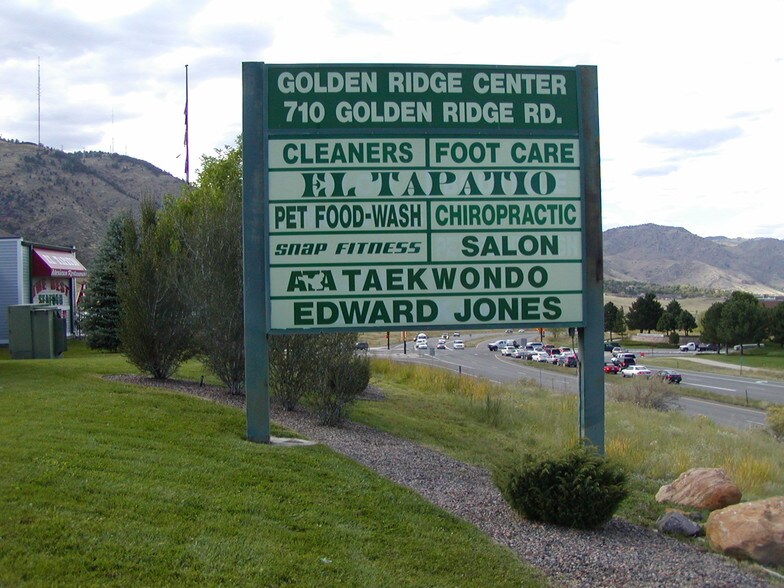 GOLDEN RIDGE CENTER
710 GOLDEN RIDGE RD.
CLEANERS FOOT CARE
EL TAPATIO
PET FOOD-WASH CHIROPRACTIC
SNAP FITNESS SALON
ATA TAEKWONDO
EDWARD JONES
SEAFOOD